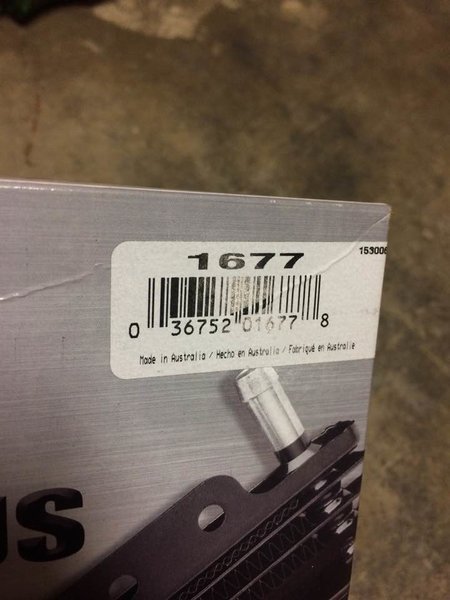 1677
153006
0 36752 01677 8
Made in Australia / Hecho en Australia / Fabriqué en Australie
us